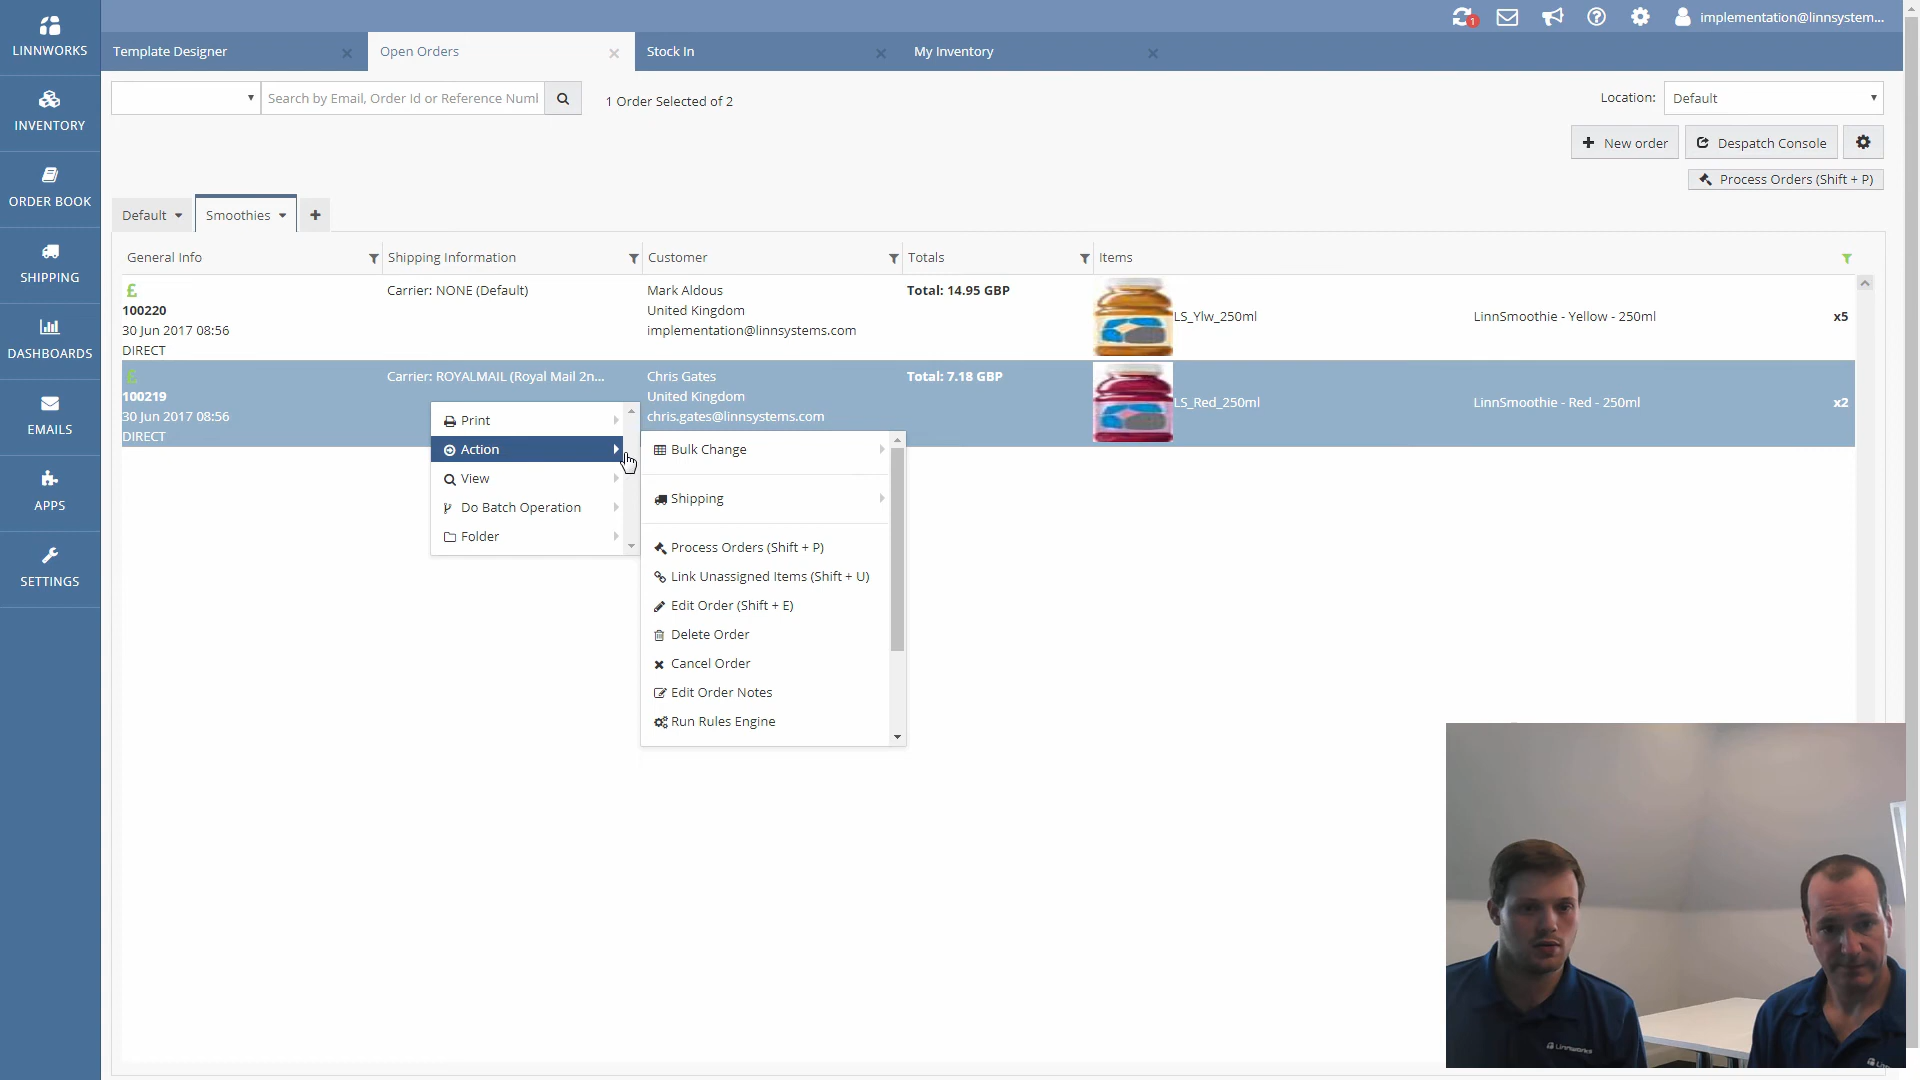 LINNWORKS
INVENTORY
ORDER BOOK
SHIPPING
DASHBOARDS
EMAILS
APPS
SETTINGS
1
implementation@linnsystem...
Template Designer
Open Orders
Stock In
My Inventory
Search by Email, Order Id or Reference Numl
1 Order Selected of 2
Location:
Default
New order
Despatch Console
Process Orders (Shift + P)
Default
Smoothies
General Info
Shipping Information
Customer
Totals
Items
£
100220
30 Jun 2017 08:56
DIRECT
Carrier: NONE (Default)
Mark Aldous
United Kingdom
implementation@linnsystems.com
Total: 14.95 GBP
LS_Ylw_250ml
LinnSmoothie - Yellow - 250ml
x5
£
100219
30 Jun 2017 08:56
DIRECT
Carrier: ROYALMAIL (Royal Mail 2n...
Chris Gates
United Kingdom
chris.gates@linnsystems.com
Total: 7.18 GBP
LS_Red_250ml
LinnSmoothie - Red - 250ml
x2
Print
Action
View
Do Batch Operation
Folder
Bulk Change
Shipping
Process Orders (Shift + P)
Link Unassigned Items (Shift + U)
Edit Order (Shift + E)
Delete Order
Cancel Order
Edit Order Notes
Run Rules Engine
Linnworks